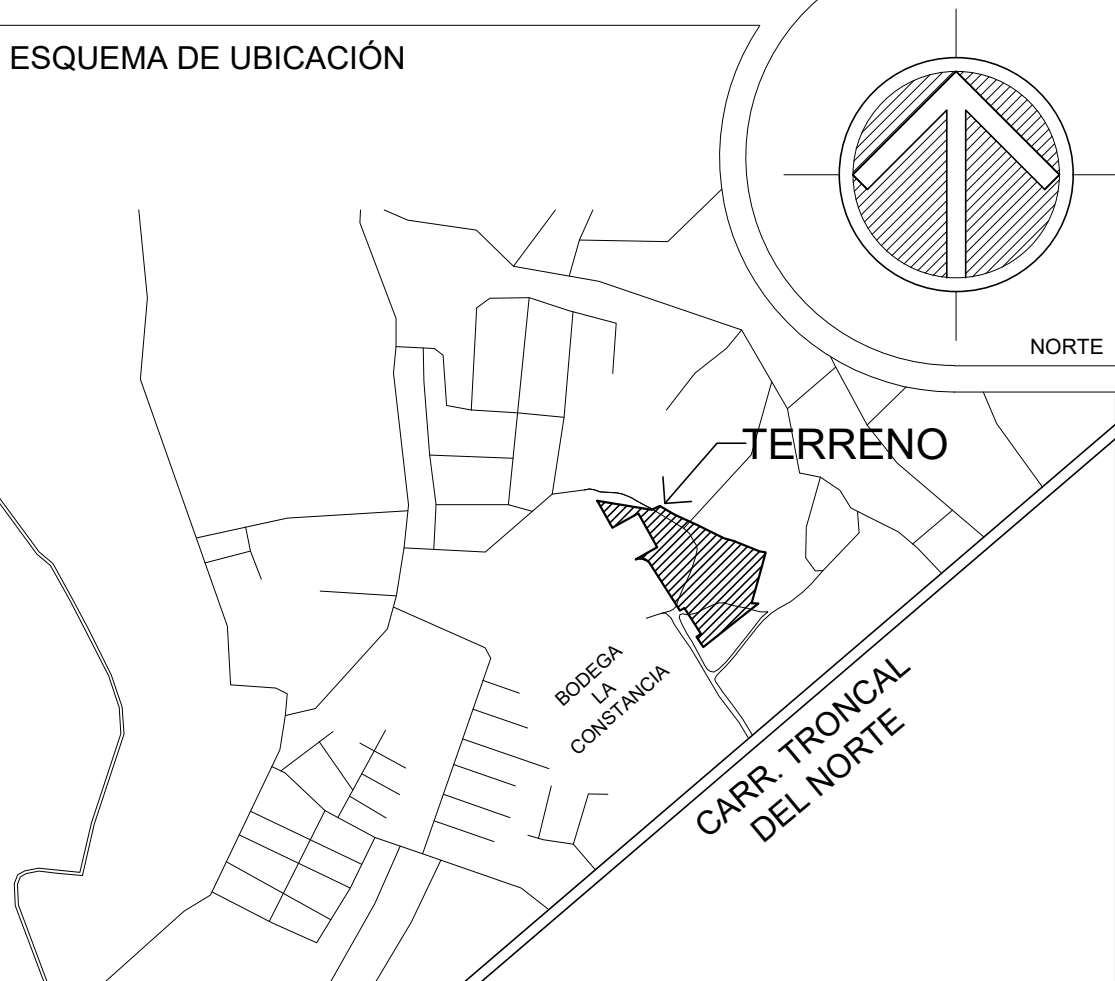 ESQUEMA DE UBICACIÓN
NORTE
TERRENO
BODEGA
LA
CONSTANCIA
CARR. TRONCAL
DEL NORTE